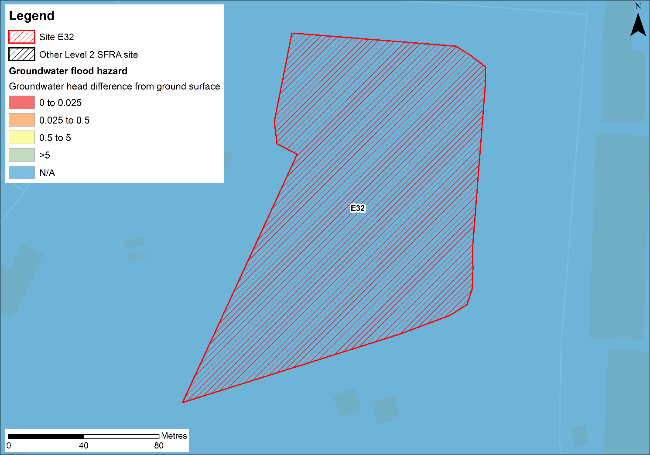 Legend
Site E32
Other Level 2 SFRA site
Groundwater flood hazard
Groundwater head difference from ground surface
0 to 0.025
0.025 to 0.5
0.5 to 5
>5
N/A
N
E32
Metres
0 40 80